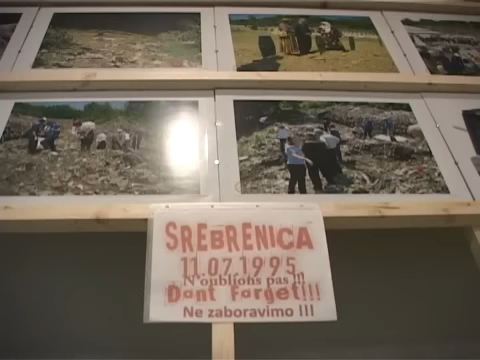 SREBRENICA
11.07.1995
N'oublions pas !!!
Dont Forget!!!
Ne zaboravimo !!!